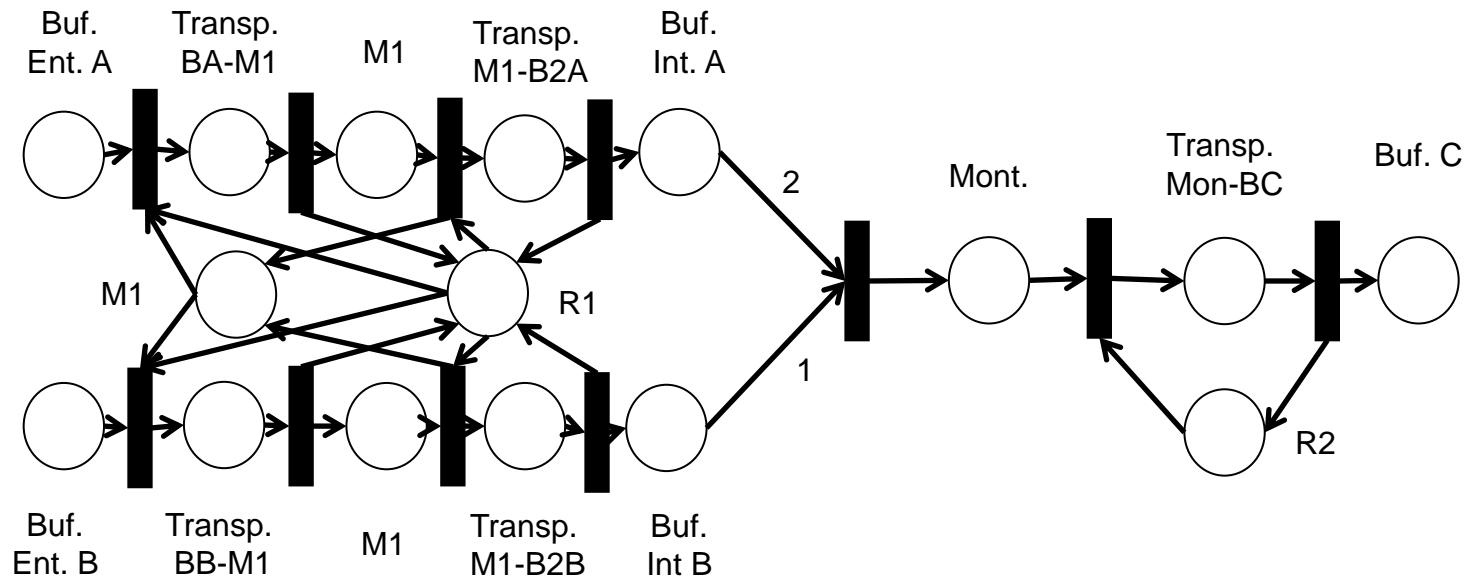 Buf.
Ent. A
Transp.
BA-M1
M1
Transp.
M1-B2A
Buf.
Int. A
2
Mont.
Transp.
Mon-BC
Buf. C
M1
R1
1
R2
Buf.
Ent. B
Transp.
BB-M1
M1
Transp.
M1-B2B
Buf.
Int B